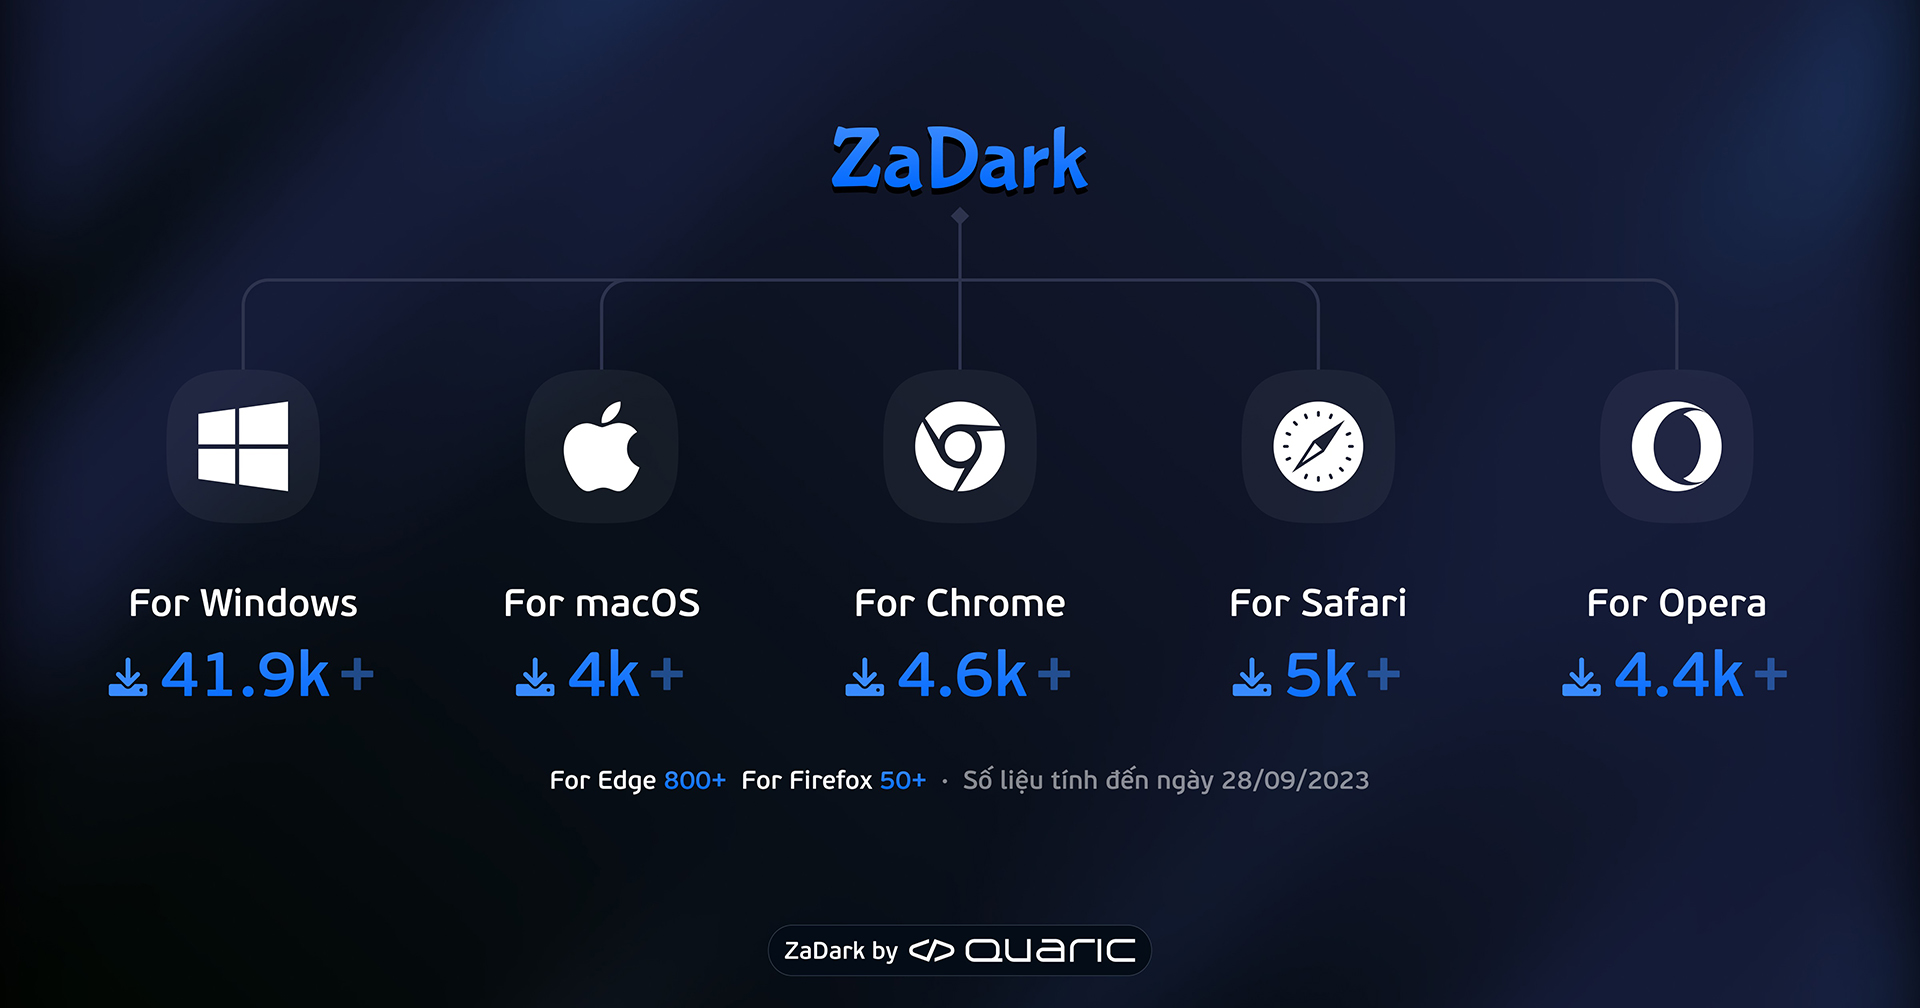 ZaDark
For Windows
41.9k+
For macOS
4k+
For Chrome
4.6k+
For Safari
5k+
For Opera
4.4k+
For Edge 800+ For Firefox 50+ · Số liệu tính đến ngày 28/09/2023
ZaDark by </> QUARIC